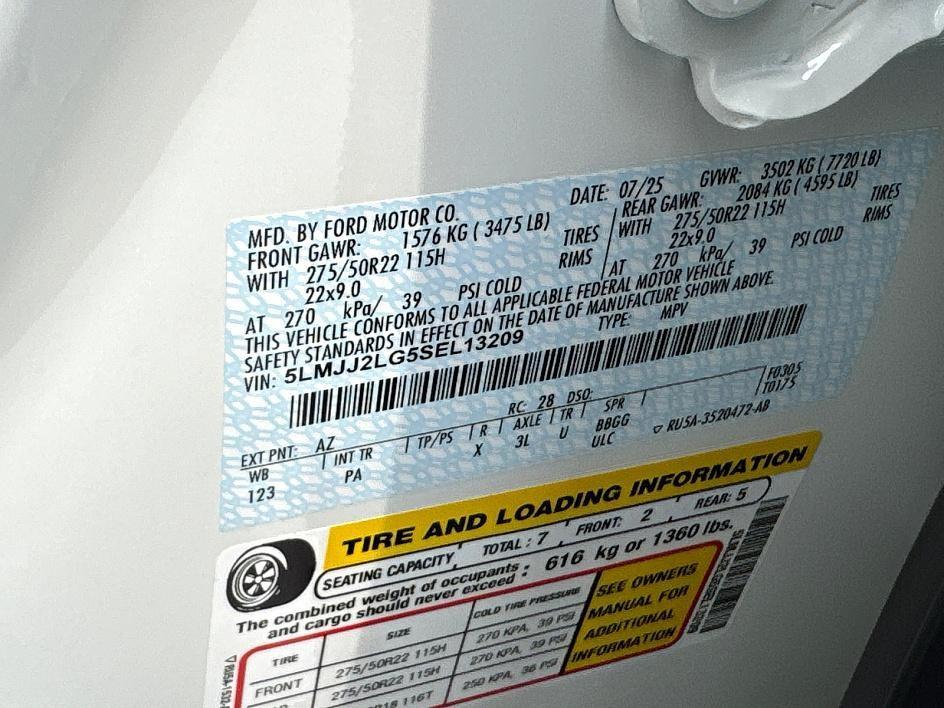 MFD. BY FORD MOTOR CO. DATE: 07/25 GVWR: 3502 KG ( 7720 LB)
FRONT GAWR: 1576 KG ( 3475 LB) REAR GAWR: 2084 KG ( 4595 LB)
WITH 275/50R22 115H TIRES WITH 275/50R22 115H TIRES
22x9.0 RIMS 22x9.0 RIMS
AT 270 kPa/ 39 PSI COLD AT 270 kPa/ 39 PSI COLD
THIS VEHICLE CONFORMS TO ALL APPLICABLE FEDERAL MOTOR VEHICLE
SAFETY STANDARDS IN EFFECT ON THE DATE OF MANUFACTURE SHOWN ABOVE.
VIN: 5LMJJ2LG5SEL13209 TYPE: MPV
F0305
T0175
EXT PNT: AZ RC: 28 DSO:
WB INT TR TP/PS R AXLE TR SPR
123 PA X 3L U BBGG
ULC
▽ RU5A-3520472-AB
TIRE AND LOADING INFORMATION
SEATING CAPACITY TOTAL : 7 FRONT: 2 REAR: 5
The combined weight of occupants and cargo should never exceed : 616 kg or 1360 lbs.
TIRE SIZE COLD TIRE PRESSURE
FRONT 275/50R22 115H 270 KPA, 39 PSI
275/50R22 115H 270 KPA, 39 PSI
116T 250 KPA, 36 PSI
SEE OWNERS
MANUAL FOR
ADDITIONAL
INFORMATION